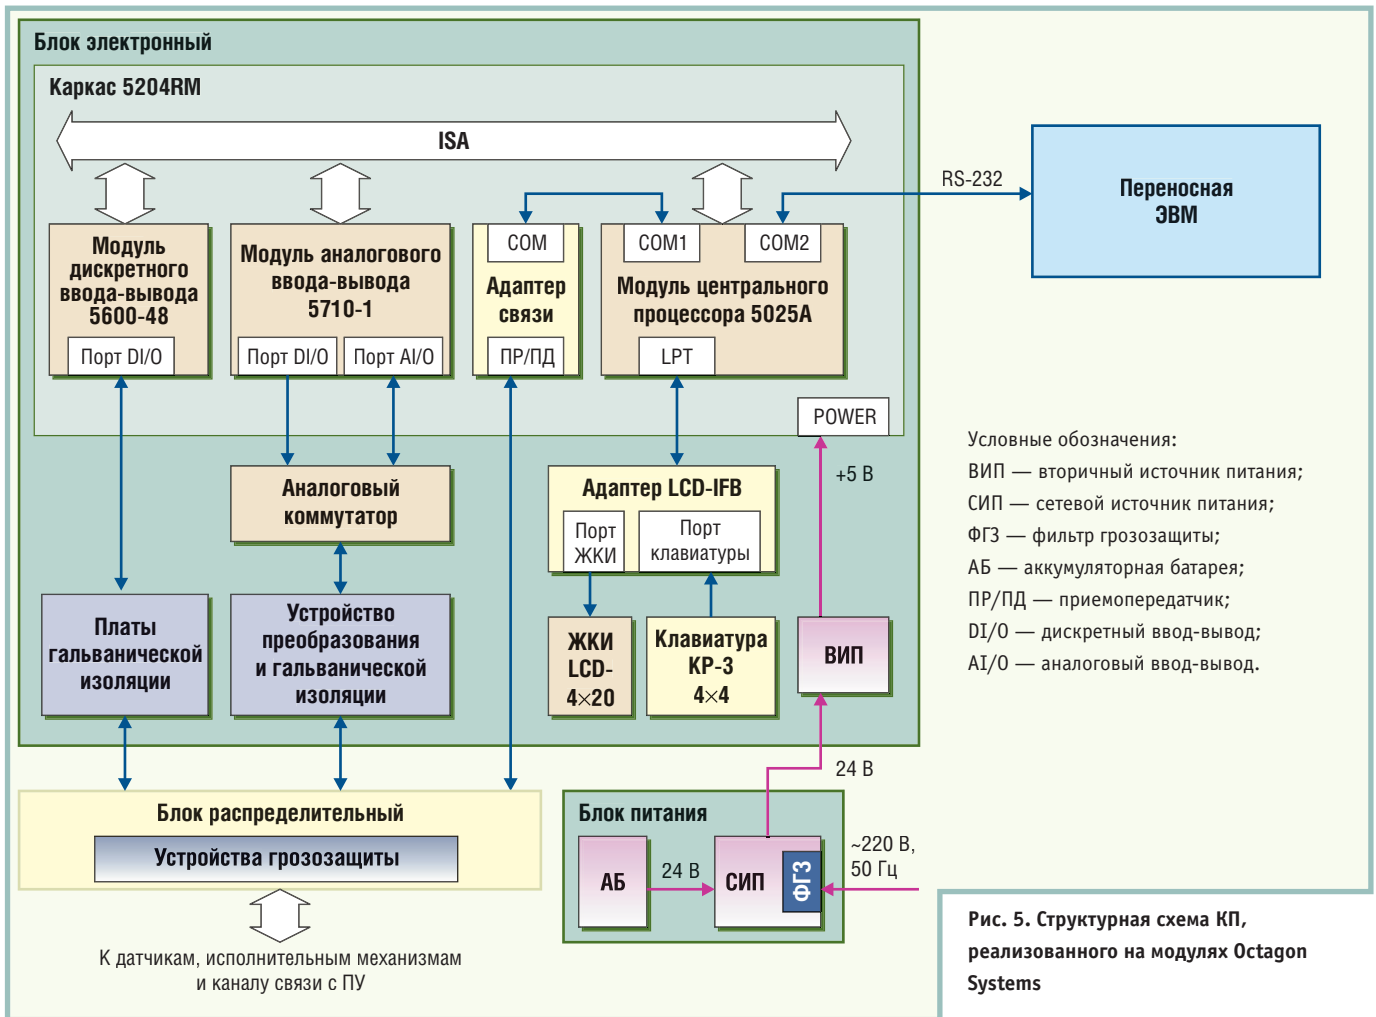 Блок электронный
Каркас 5204RM
ISA
RS-232
Переносная
ЭВМ
Модуль
дискретного
ввода-вывода
5600-48
Порт DI/O
Модуль аналогового
ввода-вывода
5710-1
Порт DI/O
Порт AI/O
COM
Адаптер
связи
ПР/ПД
COM1
COM2
Модуль центрального
процессора 5025A
LPT
POWER
+5 В
Аналоговый
коммутатор
Адаптер LCD-IFB
Порт
ЖКИ
Порт
клавиатуры
Платы
гальванической
изоляции
Устройство
преобразования
и гальванической
изоляции
ЖКИ
LCD-
4×20
Клавиатура
KP-3
4×4
ВИП
24 В
Условные обозначения:
ВИП — вторичный источник питания;
СИП — сетевой источник питания;
ФГЗ — фильтр грозозащиты;
АБ — аккумуляторная батарея;
ПР/ПД — приемопередатчик;
DI/O — дискретный ввод-вывод;
AI/O — аналоговый ввод-вывод.
Блок распределительный
Устройства грозозащиты
К датчикам, исполнительным механизмам
и каналу связи с ПУ
Блок питания
АБ
24 В
СИП
ФГЗ
~220 В,
50 Гц
Рис. 5. Структурная схема КП,
реализованного на модулях Octagon
Systems